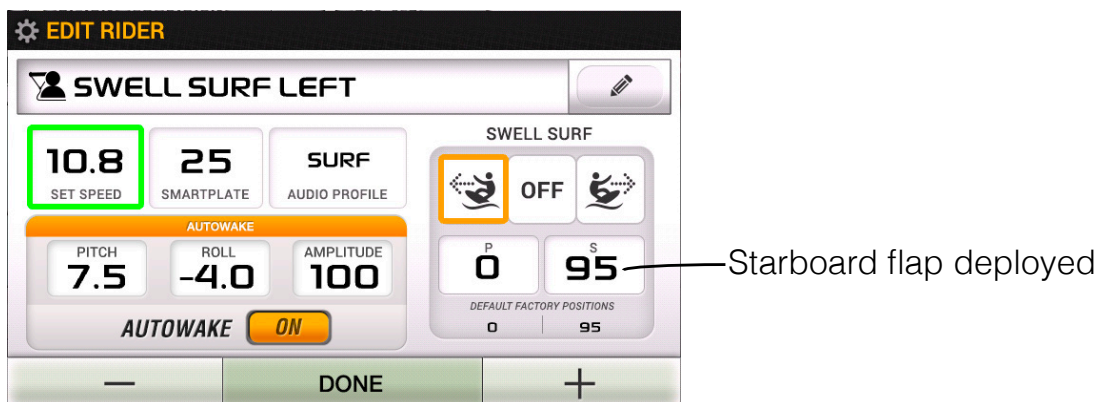 EDIT RIDER
SWELL SURF LEFT
10.8
SET SPEED
25
SMARTPLATE
SURF
AUDIO PROFILE
AUTOWAKE
PITCH
7.5
ROLL
-4.0
AMPLITUDE
100
AUTOWAKE ON
SWELL SURF
OFF
P
0
S
95
DEFAULT FACTORY POSITIONS
0 95
Starboard flap deployed
— DONE +